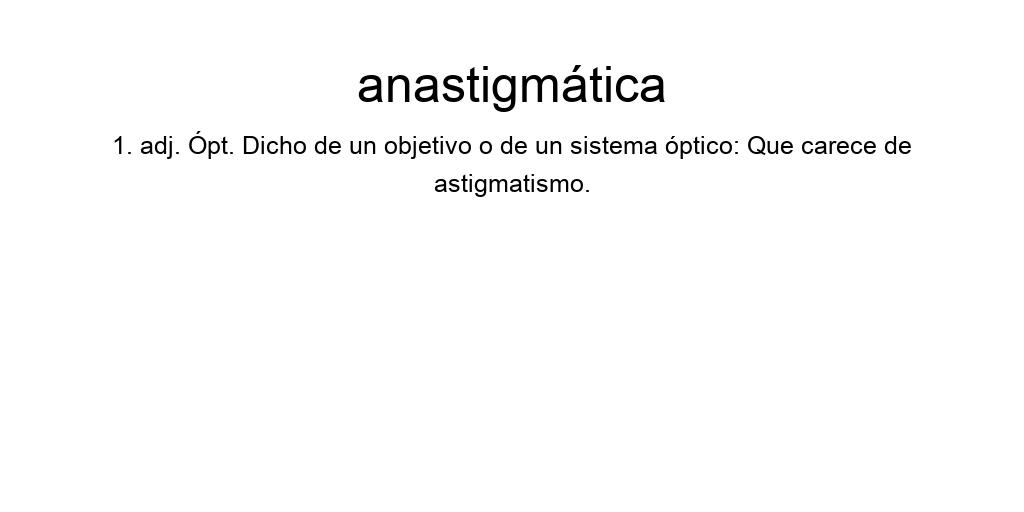 anastigmática
1. adj. Ópt. Dicho de un objetivo o de un sistema óptico: Que carece de
astigmatismo.